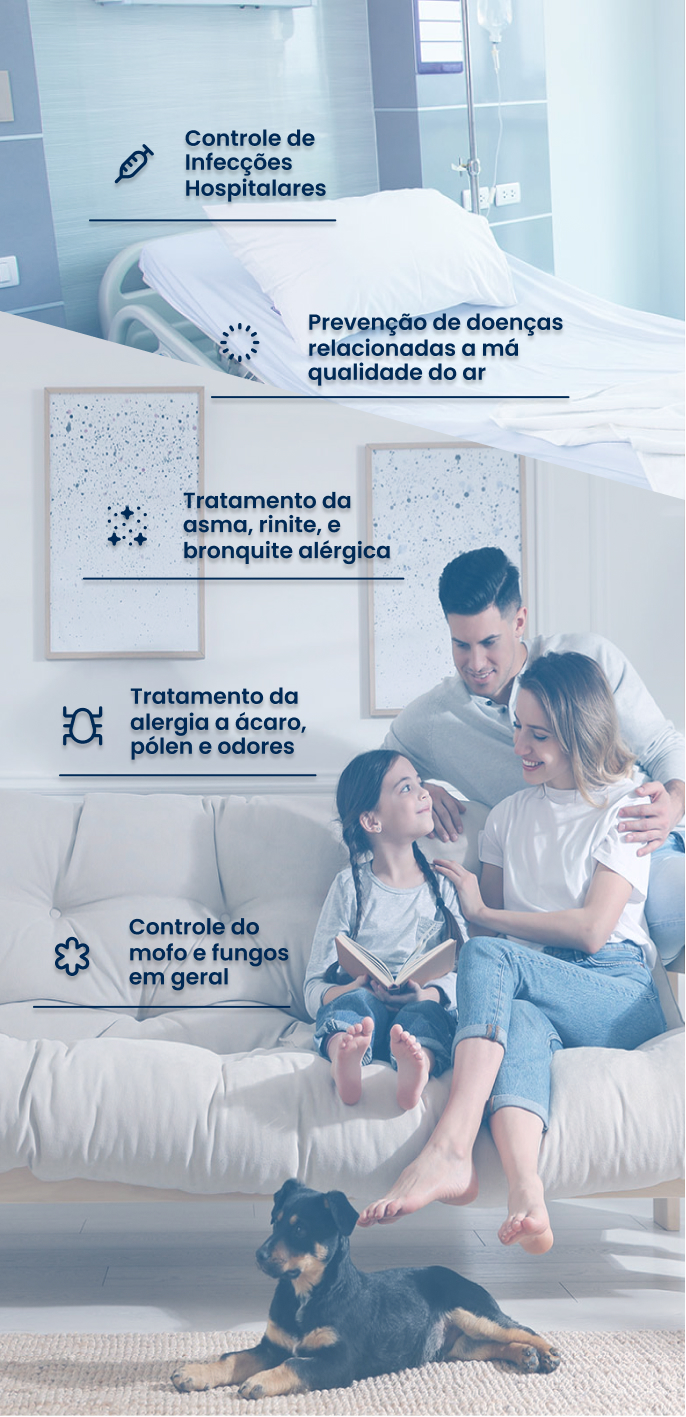 Controle de
Infecções
Hospitalares
Prevenção de doenças
relacionadas a má
qualidade do ar
Tratamento da
asma, rinite, e
bronquite alérgica
Tratamento da
alergia a ácaro,
pólen e odores
Controle do
mofo e fungos
em geral